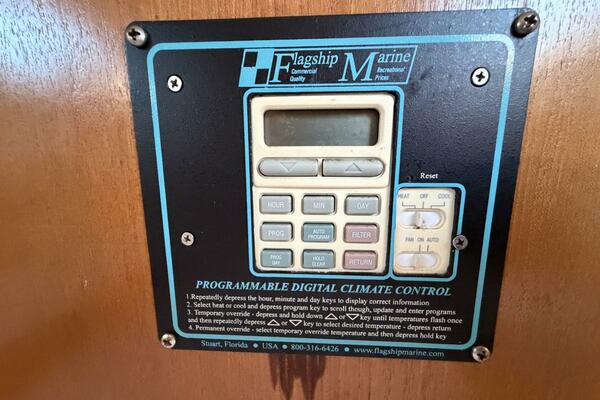 Flagship Marine
Commercial Quality Recreational Prices
Reset
HEAT OFF COOL
HOUR MIN DAY
PROG AUTO PROGRAM FILTER
FAN ON AUTO
PROG DAY HOLD CLEAR RETURN
PROGRAMMABLE DIGITAL CLIMATE CONTROL
1.Repeatedly depress the hour, minute and day keys to display correct information
2. Select heat or cool and depress program key to scroll though, update and enter programs
3. Temporary override - depress and hold down △ or ▽ key until temperatures flash once
and then repeatedly depress △ or ▽ key to select desired temperature - depress return
4. Permanent override - select temporary override temperature and then depress hold key
Stuart, Florida • USA • 800-316-6426 • www.flagshipmarine.com